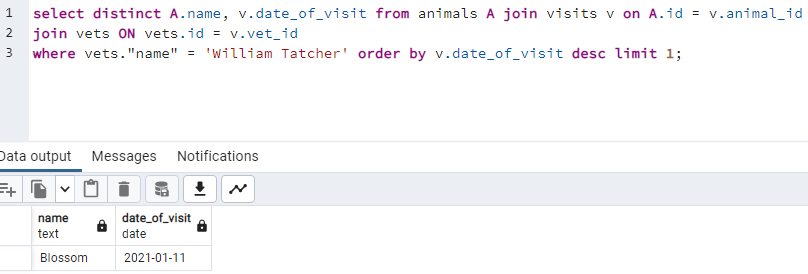 1 select distinct A.name, v.date_of_visit from animals A join visits v on A.id = v.animal_id
2 join vets ON vets.id = v.vet_id
3 where vets."name" = 'William Tatcher' order by v.date_of_visit desc limit 1;
Data output Messages Notifications
name date_of_visit
text date
Blossom 2021-01-11